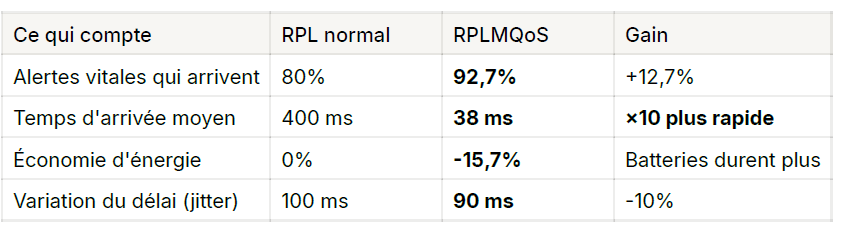 Ce qui compte RPL normal RPLMQoS Gain
Alertes vitales qui arrivent 80% 92,7% +12,7%
Temps d'arrivée moyen 400 ms 38 ms ×10 plus rapide
Économie d'énergie 0% -15,7% Batteries durent plus
Variation du délai (jitter) 100 ms 90 ms -10%